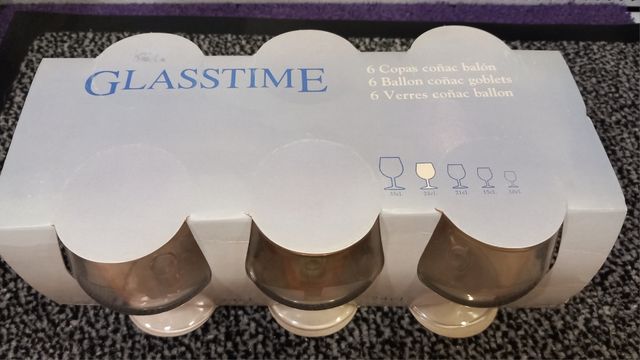 GLASSTIME
6 Copas coñac balón
6 Ballon coñac goblets
6 Verres coñac ballon